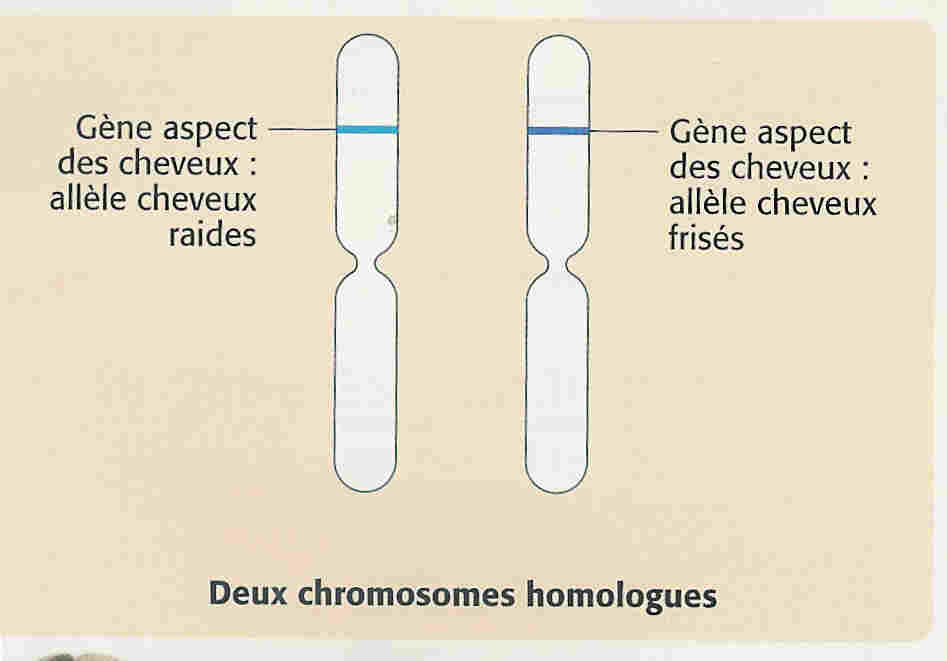 Gène aspect
des cheveux :
allèle cheveux
raides
Gène aspect
des cheveux :
allèle cheveux
frisés
Deux chromosomes homologues